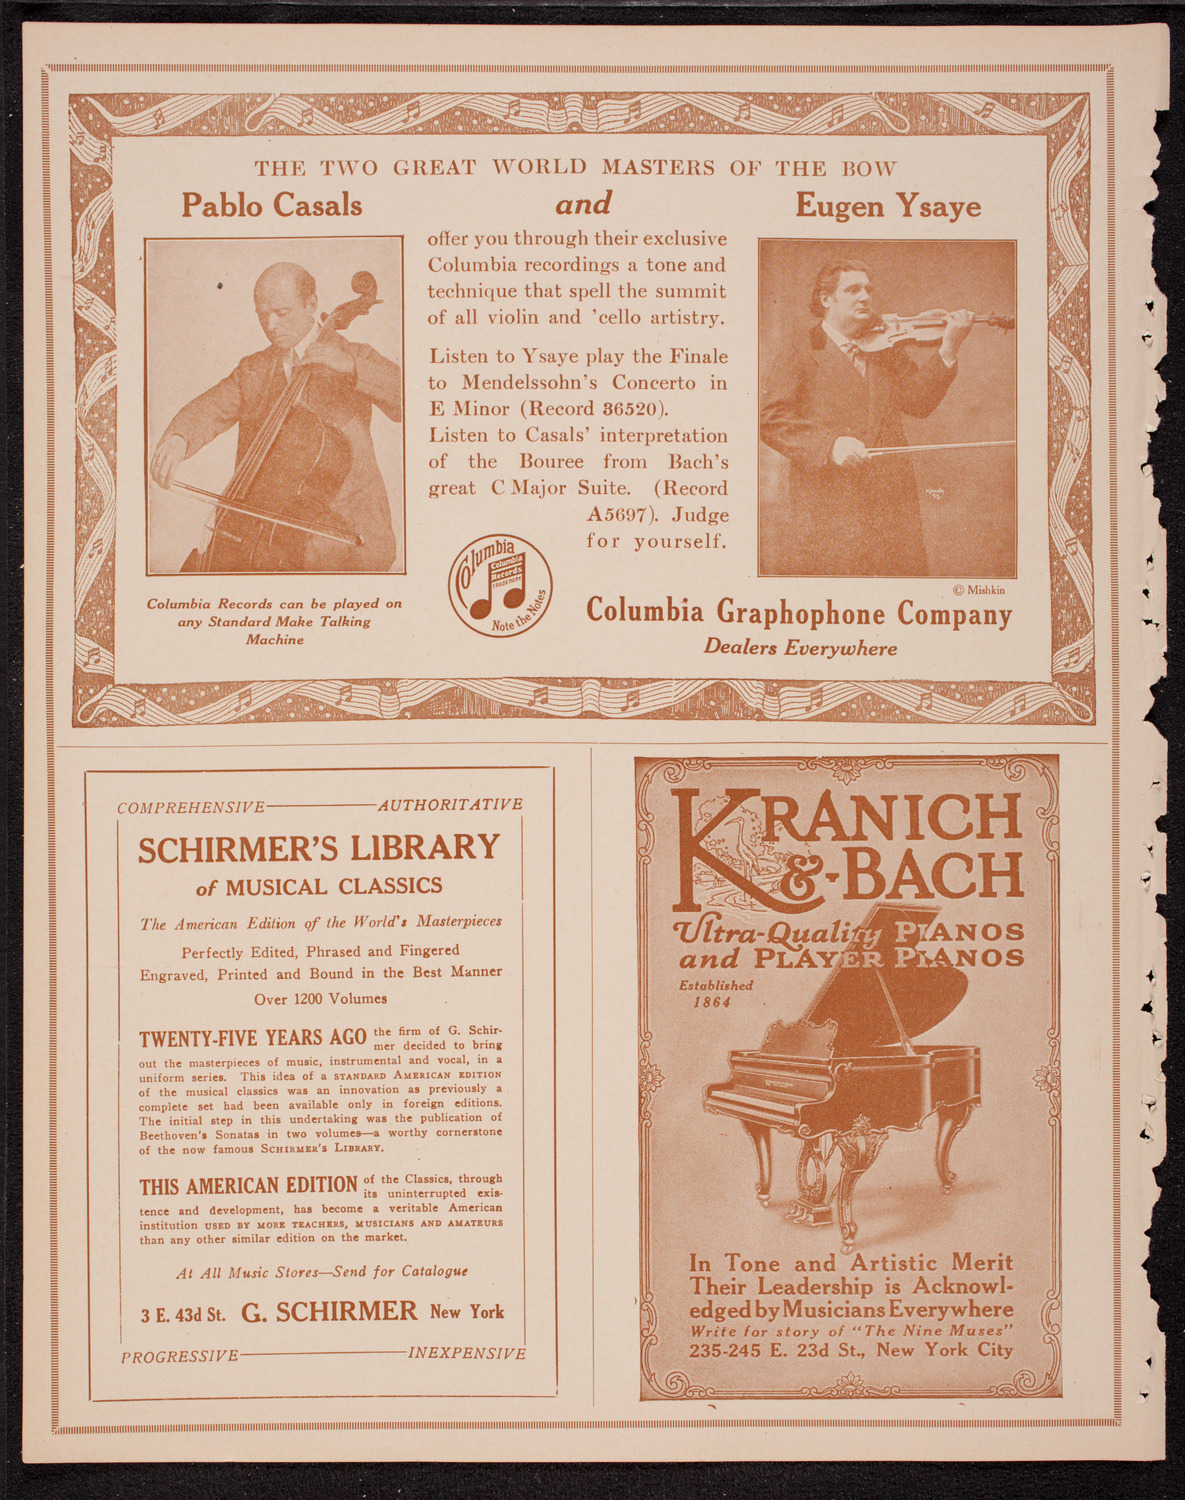 THE TWO GREAT WORLD MASTERS OF THE BOW
Pablo Casals and Eugen Ysaye
offer you through their exclusive
Columbia recordings a tone and
technique that spell the summit
of all violin and 'cello artistry.
Listen to Ysaye play the Finale
to Mendelssohn's Concerto in
E Minor (Record 36520).
Listen to Casals' interpretation
of the Bouree from Bach's
great C Major Suite. (Record
A5697). Judge
for yourself.
© Mishkin
Columbia Records can be played on
any Standard Make Talking
Machine
Columbia
Columbia
Records
TRADE MARK
Note the Notes
Columbia Graphophone Company
Dealers Everywhere
COMPREHENSIVE—AUTHORITATIVE
SCHIRMER'S LIBRARY
of MUSICAL CLASSICS
The American Edition of the World's Masterpieces
Perfectly Edited, Phrased and Fingered
Engraved, Printed and Bound in the Best Manner
Over 1200 Volumes
TWENTY-FIVE YEARS AGO the firm of G. Schir-
mer decided to bring
out the masterpieces of music, instrumental and vocal, in a
uniform series. This idea of a STANDARD AMERICAN EDITION
of the musical classics was an innovation as previously a
complete set had been available only in foreign editions.
The initial step in this undertaking was the publication of
Beethoven's Sonatas in two volumes—a worthy cornerstone
of the now famous SCHIRMER'S LIBRARY.
THIS AMERICAN EDITION of the Classics, through
its uninterrupted exis-
tence and development, has become a veritable American
institution USED BY MORE TEACHERS, MUSICIANS AND AMATEURS
than any other similar edition on the market.
At All Music Stores—Send for Catalogue
3 E. 43d St. G. SCHIRMER New York
PROGRESSIVE—INEXPENSIVE
KRANICH
&-BACH
Ultra-Quality PIANOS
and PLAYER PIANOS
Established
1864
In Tone and Artistic Merit
Their Leadership is Acknowl-
edged by Musicians Everywhere
Write for story of "The Nine Muses"
235-245 E. 23d St., New York City